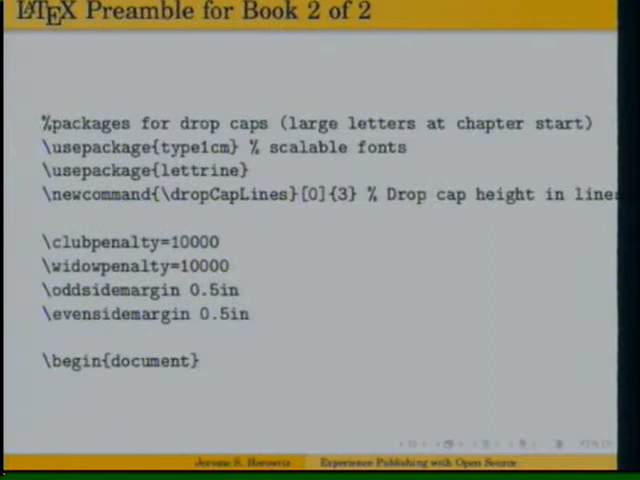 LATEX Preamble for Book 2 of 2
%packages for drop caps (large letters at chapter start)
\usepackage{type1cm} % scalable fonts
\usepackage{lettrine}
\newcommand{\dropCapLines}[0]{3} % Drop cap height in lines
\clubpenalty=10000
\widowpenalty=10000
\oddsidemargin 0.5in
\evensidemargin 0.5in
\begin{document}
Jerome S. Horowitz Experience Publishing with Open Source